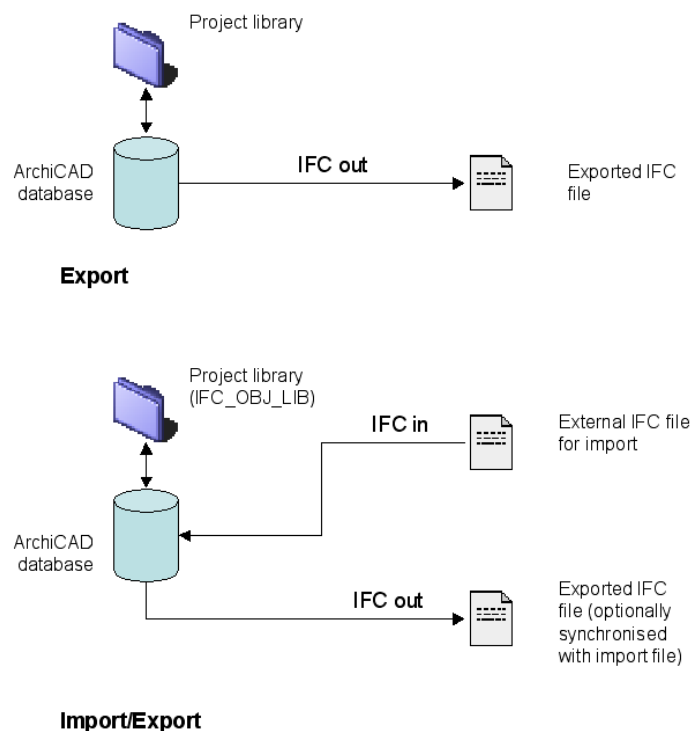 Project library
ArchiCAD
database
IFC out
Exported IFC
file
Export
Project library
(IFC_OBJ_LIB)
IFC in
External IFC file
for import
ArchiCAD
database
IFC out
Exported IFC
file (optionally
synchronised
with import file)
Import/Export